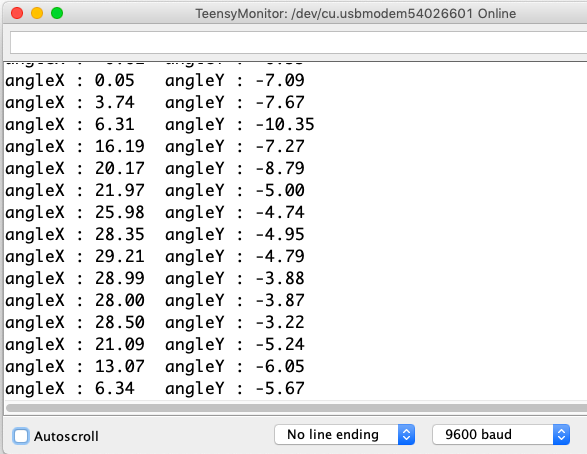 TeensyMonitor: /dev/cu.usbmodem54026601 Online
angleX : 0.05 angleY : -7.09
angleX : 3.74 angleY : -7.67
angleX : 6.31 angleY : -10.35
angleX : 16.19 angleY : -7.27
angleX : 20.17 angleY : -8.79
angleX : 21.97 angleY : -5.00
angleX : 25.98 angleY : -4.74
angleX : 28.35 angleY : -4.95
angleX : 29.21 angleY : -4.79
angleX : 28.99 angleY : -3.88
angleX : 28.00 angleY : -3.87
angleX : 28.50 angleY : -3.22
angleX : 21.09 angleY : -5.24
angleX : 13.07 angleY : -6.05
angleX : 6.34 angleY : -5.67
Autoscroll No line ending 9600 baud